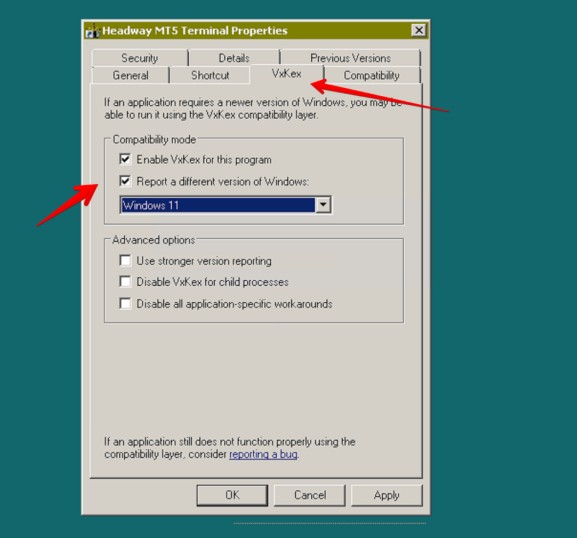 Headway MT5 Terminal Properties
Security Details Previous Versions
General Shortcut VxKex Compatibility
If an application requires a newer version of Windows, you may be
able to run it using the VxKex compatibility layer.
Compatibility mode
Enable VxKex for this program
Report a different version of Windows:
Windows 11
Advanced options
Use stronger version reporting
Disable VxKex for child processes
Disable all application-specific workarounds
If an application still does not function properly using the
compatibility layer, consider reporting a bug.
OK Cancel Apply